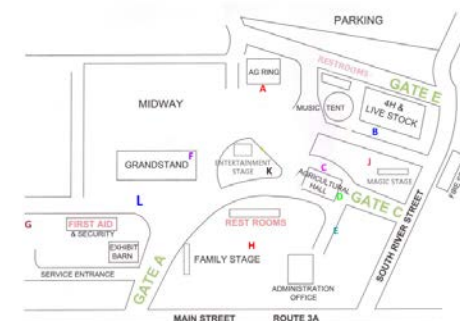 PARKING
AG RING
A
RESTROOMS
GATE E
MIDWAY
MUSIC
TENT
4H &
LIVE STOCK
B
F
GRANDSTAND
ENTERTAINMENT
STAGE
K
C
J
AGRICULTURAL
HALL
MAGIC STAGE
D
GATE C
L
G
FIRST AID
& SECURITY
REST ROOMS
E
SOUTH RIVER STREET
EXHIBIT
BARN
H
FAMILY STAGE
SERVICE ENTRANCE
GATE A
ADMINISTRATION
OFFICE
MAIN STREET
ROUTE 3A